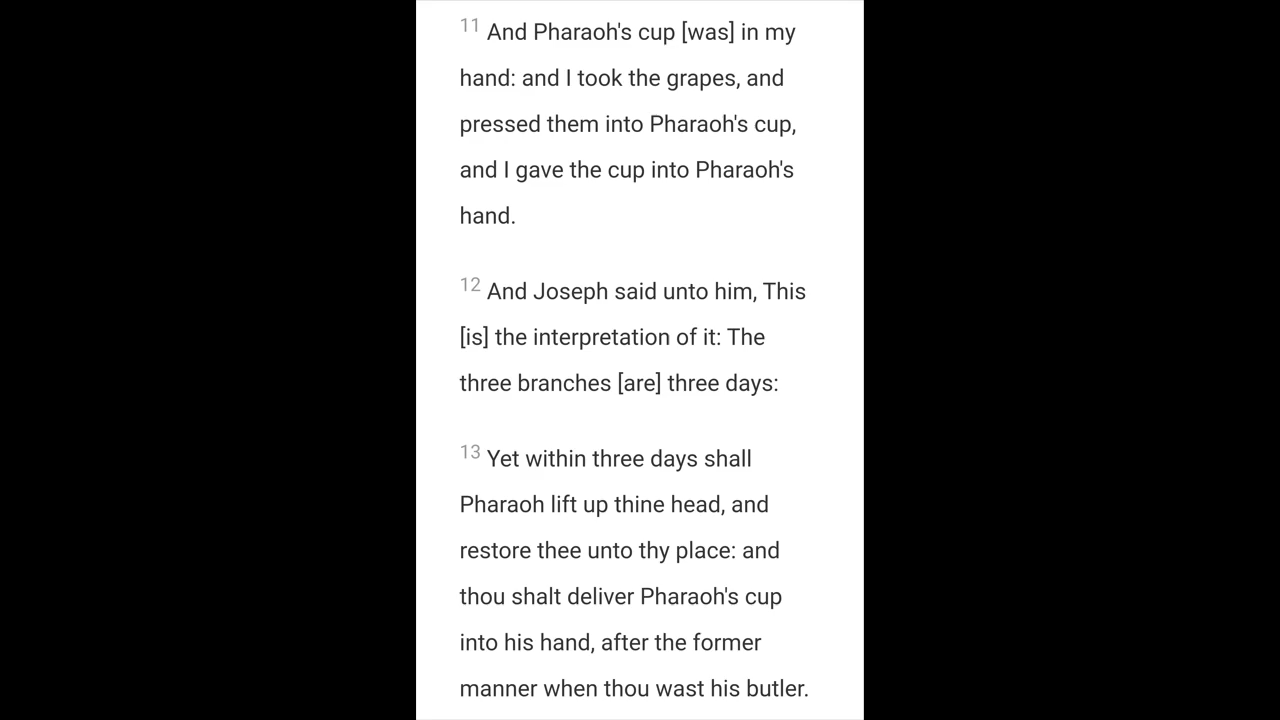 11 And Pharaoh's cup [was] in my
hand: and I took the grapes, and
pressed them into Pharaoh's cup,
and I gave the cup into Pharaoh's
hand.
12 And Joseph said unto him, This
[is] the interpretation of it: The
three branches [are] three days:
13 Yet within three days shall
Pharaoh lift up thine head, and
restore thee unto thy place: and
thou shalt deliver Pharaoh's cup
into his hand, after the former
manner when thou wast his butler.